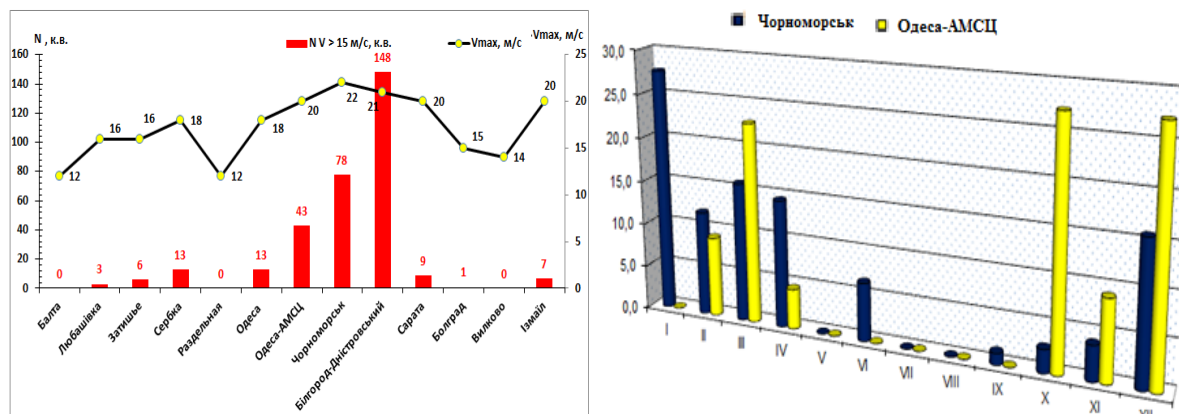 N , к.в.
N V > 15 м/с, к.в.
Vmax, м/с
Vmax, м/с
160
140
120
100
80
60
40
20
0
25
20
15
10
5
0
12
16
16
18
12
18
20
22
21
20
15
14
20
0
3
6
13
0
13
43
78
148
9
1
0
7
Балта
Любашівка
Затишье
Сербка
Раздельная
Одеса
Одеса-АМСЦ
Чорноморськ
Білгород-Дністровський
Сарата
Болград
Вилково
Ізмаїл
Чорноморськ
Одеса-АМСЦ
30,0
25,0
20,0
15,0
10,0
5,0
0,0
I
II
III
IV
V
VI
VII
VIII
IX
X
XI